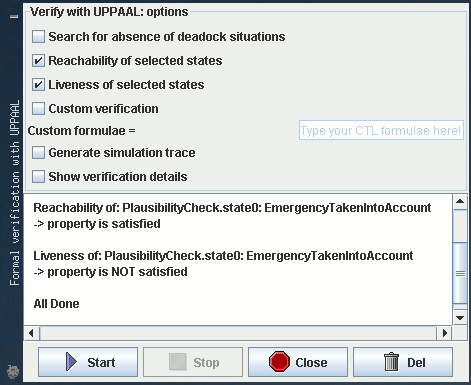 Formal verification with UPPAAL
Verify with UPPAAL: options
Search for absence of deadock situations
Reachability of selected states
Liveness of selected states
Custom verification
Custom formulae =
Type your CTL formulae here!
Generate simulation trace
Show verification details
Reachability of: PlausibilityCheck.state0: EmergencyTakenIntoAccount
-> property is satisfied
Liveness of: PlausibilityCheck.state0: EmergencyTakenIntoAccount
-> property is NOT satisfied
All Done
Start
Stop
Close
Del